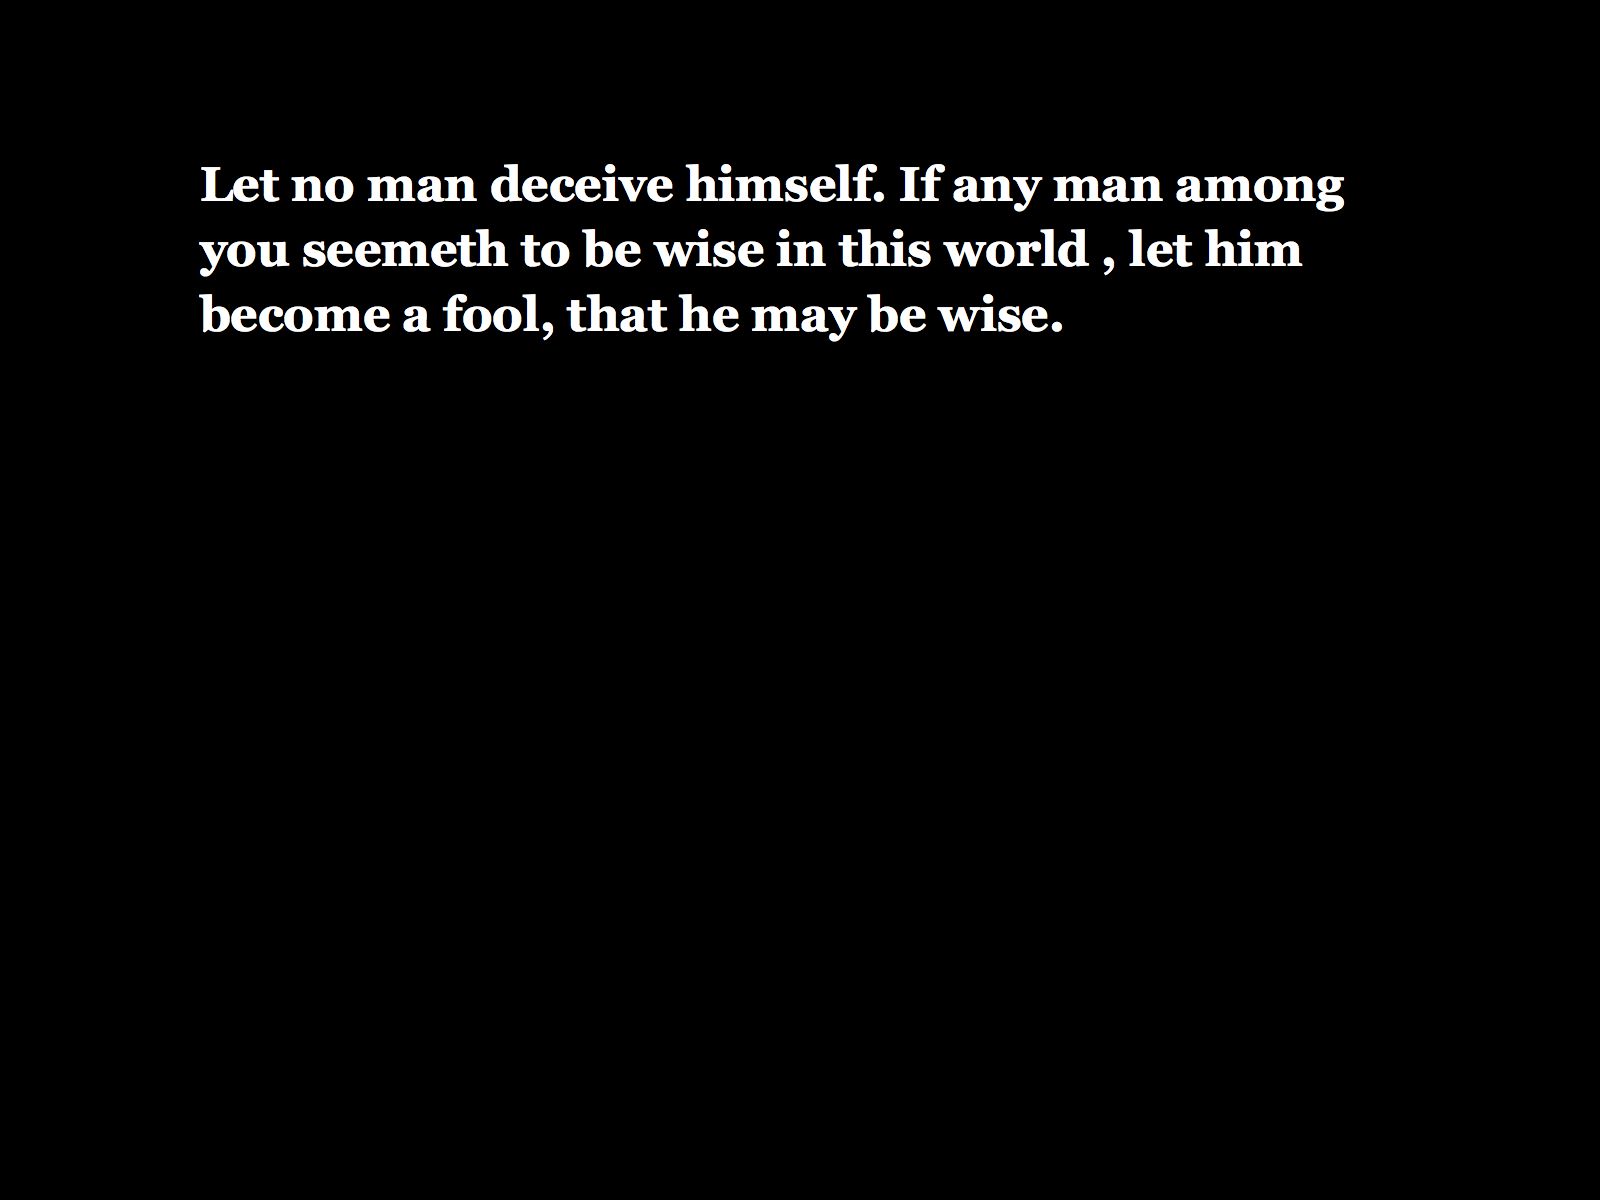 Let no man deceive himself. If any man among
you seemeth to be wise in this world , let him
become a fool, that he may be wise.